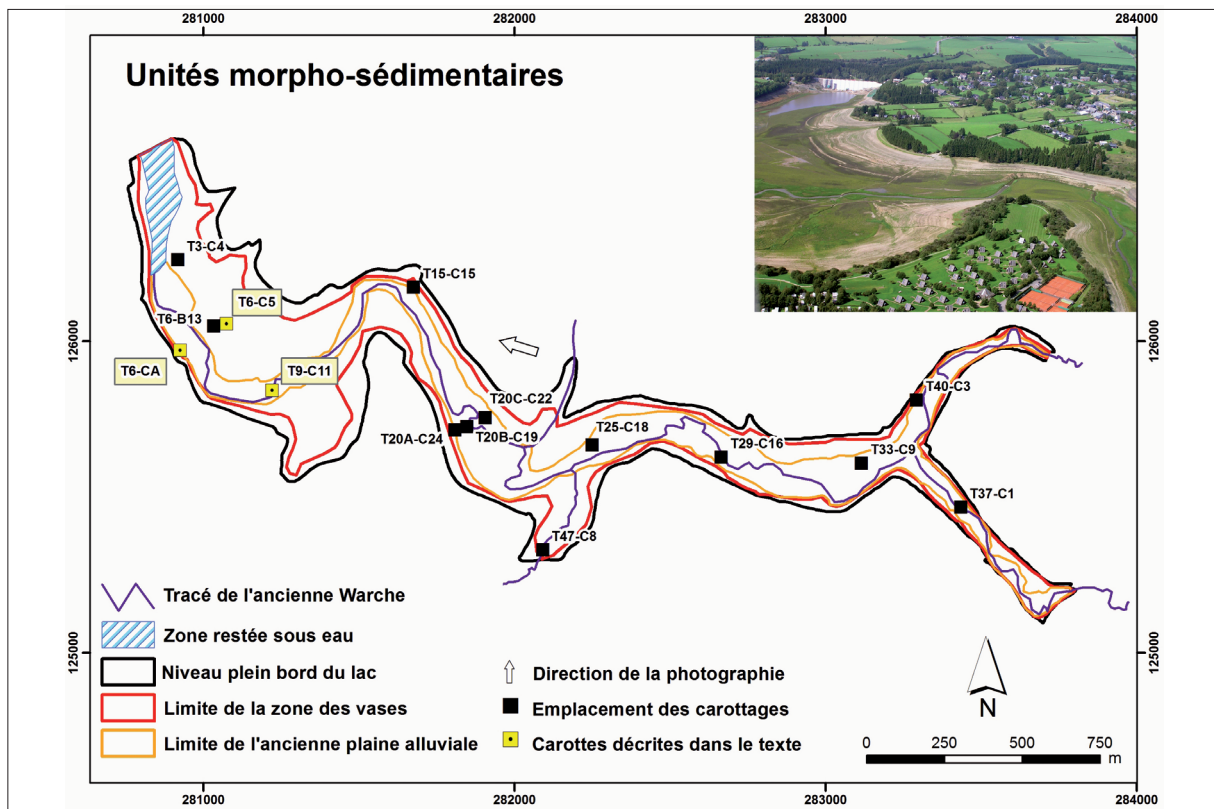 281000
282000
283000
284000
Unités morpho-sédimentaires
T3-C4
T15-C15
T6-C5
T6-B13
126000
126000
T6-CA
T9-C11
T40-C3
T20C-C22
T25-C18
T20A-C24
T20B-C19
T29-C16
T33-C9
T37-C1
T47-C8
Tracé de l'ancienne Warche
Zone restée sous eau
125000
125000
Niveau plein bord du lac
Direction de la photographie
Limite de la zone des vases
Emplacement des carottages
N
Limite de l'ancienne plaine alluviale
Carottes décrites dans le texte
0 250 500 750
m
281000
282000
283000
284000